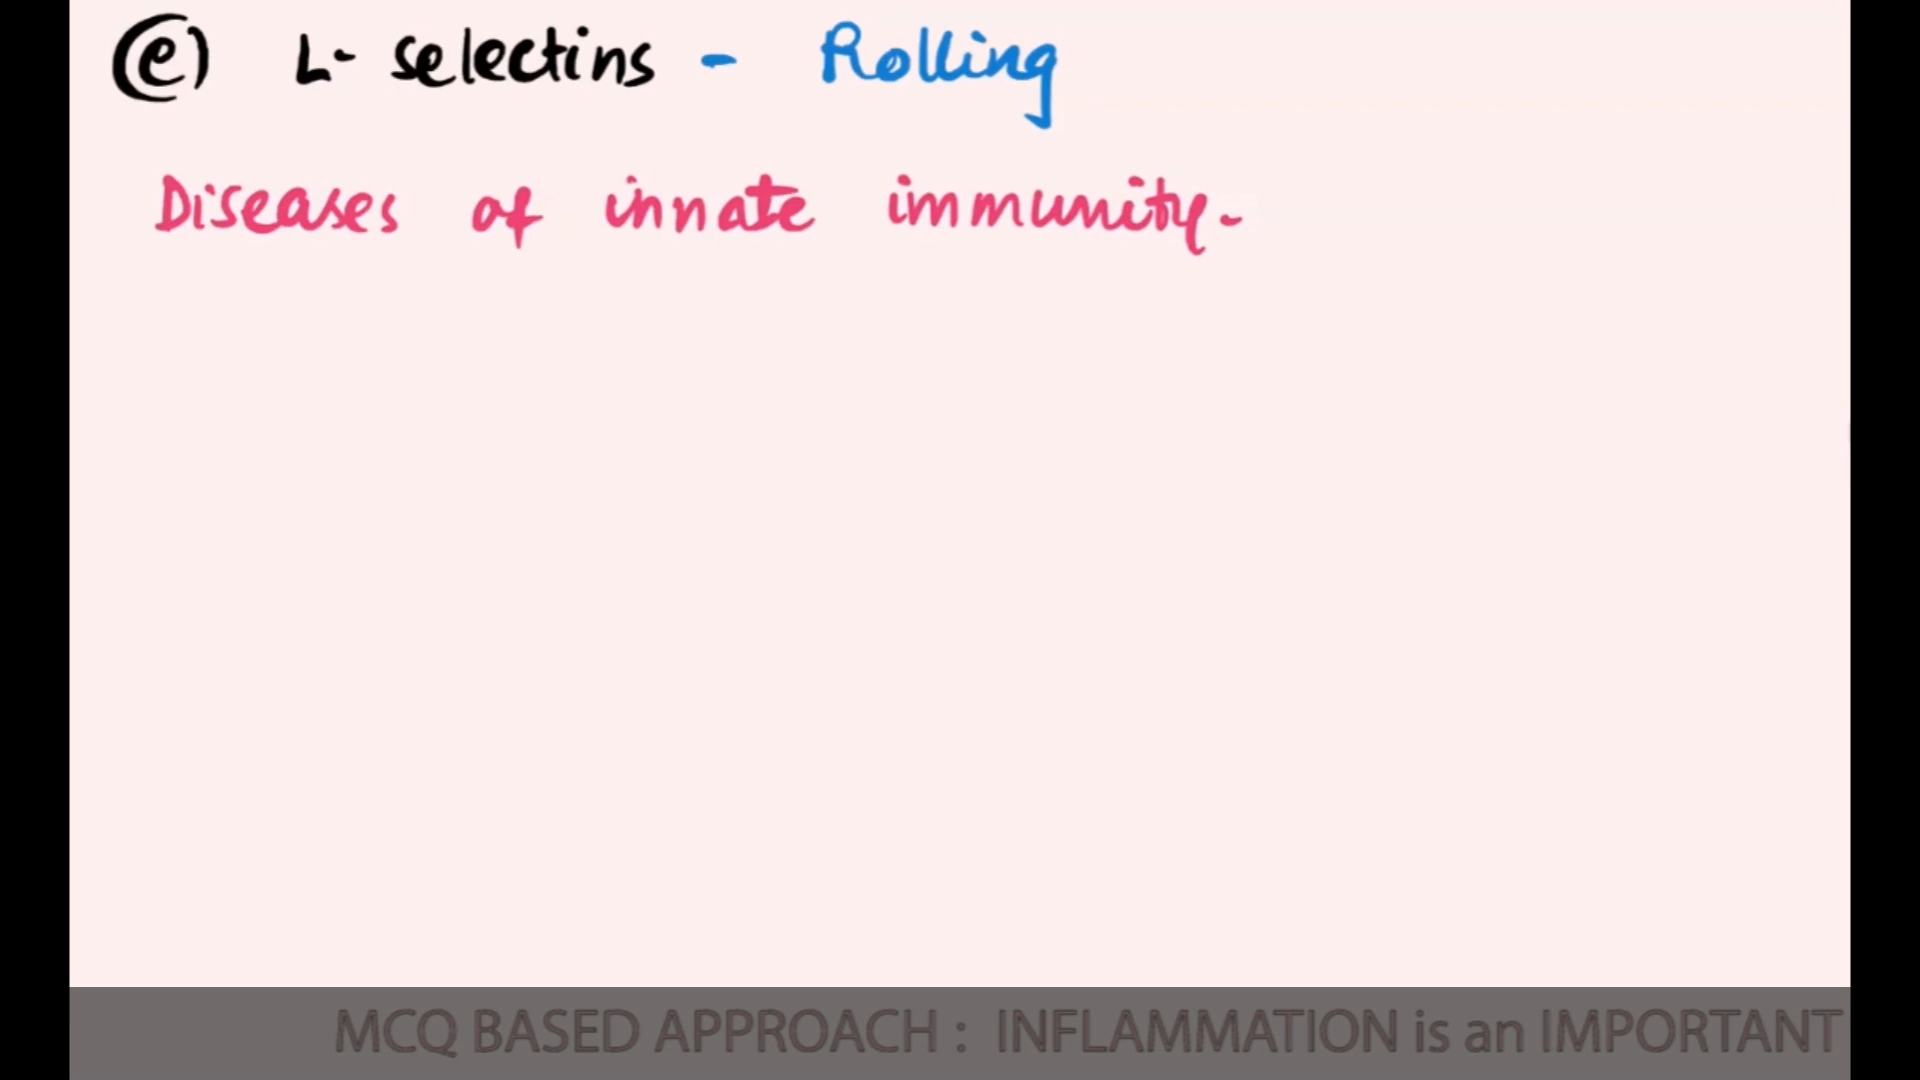 (e) L- selectins - Rolling
Diseases of innate immunity-
MCQ BASED APPROACH : INFLAMMATION is an IMPORTANT